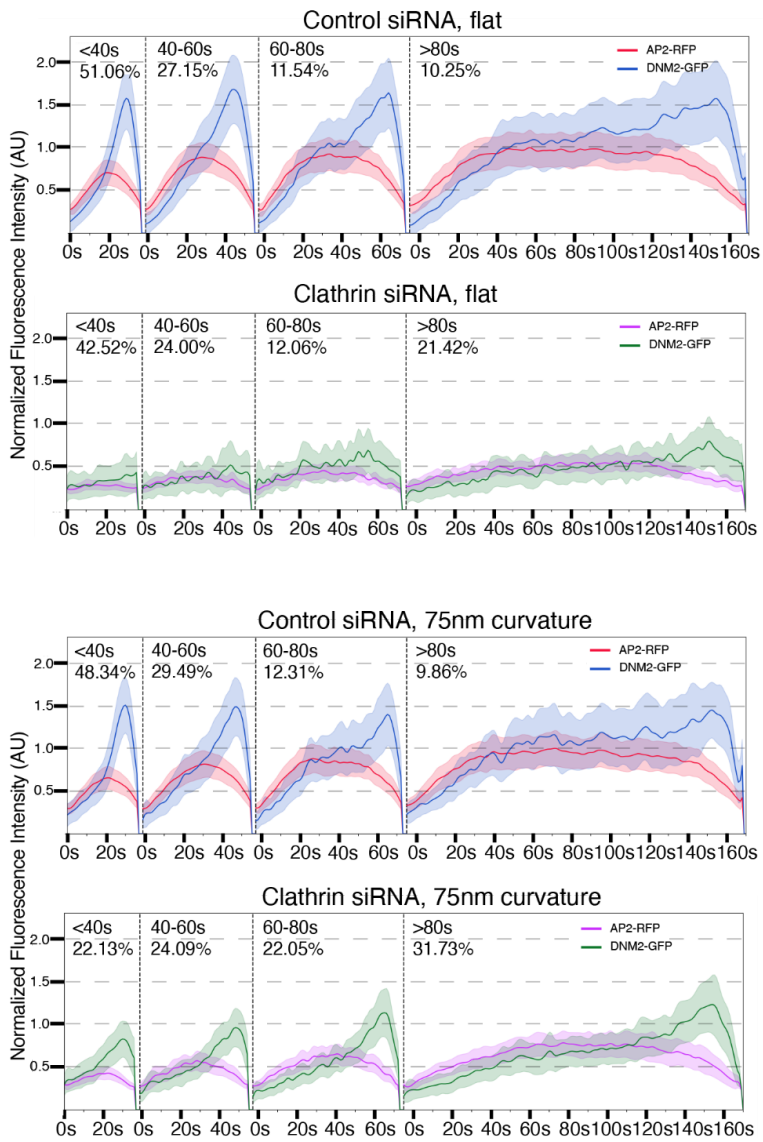 Control siRNA, flat
<40s 40-60s 60-80s >80s
51.06% 27.15% 11.54% 10.25%
AP2-RFP
DNM2-GFP
2.0
1.5
1.0
0.5
0s 20s 0s 20s 40s 0s 20s 40s 60s 0s 20s 40s 60s 80s 100s 120s 140s 160s
Normalized Fluorescence Intensity (AU)
Clathrin siRNA, flat
<40s 40-60s 60-80s >80s
42.52% 24.00% 12.06% 21.42%
AP2-RFP
DNM2-GFP
2.0
1.5
1.0
0.5
0s 20s 0s 20s 40s 0s 20s 40s 60s 0s 20s 40s 60s 80s 100s 120s 140s 160s
Control siRNA, 75nm curvature
<40s 40-60s 60-80s >80s
48.34% 29.49% 12.31% 9.86%
AP2-RFP
DNM2-GFP
2.0
1.5
1.0
0.5
0s 20s 0s 20s 40s 0s 20s 40s 60s 0s 20s 40s 60s 80s 100s 120s 140s 160s
Normalized Fluorescence Intensity (AU)
Clathrin siRNA, 75nm curvature
<40s 40-60s 60-80s >80s
22.13% 24.09% 22.05% 31.73%
AP2-RFP
DNM2-GFP
2.0
1.5
1.0
0.5
0s 20s 0s 20s 40s 0s 20s 40s 60s 0s 20s 40s 60s 80s 100s 120s 140s 160s